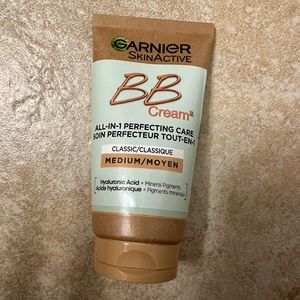 GARNIER
SKINACTIVE
BB
Cream
ALL-IN-1 PERFECTING CARE
SOIN PERFECTEUR TOUT-EN-1
CLASSIC/CLASSIQUE
MEDIUM/MOYEN
Hyaluronic Acid + Mineral Pigments
Acide hyaluronique + Pigments minéraux